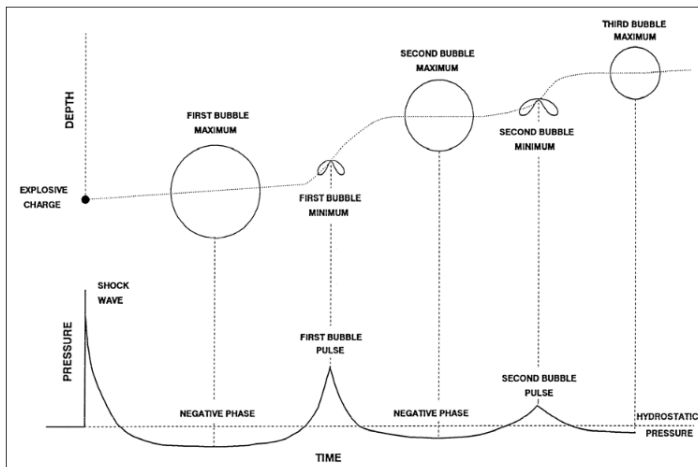 THIRD BUBBLE
MAXIMUM
SECOND BUBBLE
MAXIMUM
DEPTH
FIRST BUBBLE
MAXIMUM
SECOND BUBBLE
MINIMUM
EXPLOSIVE
CHARGE
FIRST BUBBLE
MINIMUM
SHOCK
WAVE
PRESSURE
FIRST BUBBLE
PULSE
SECOND BUBBLE
PULSE
NEGATIVE PHASE
NEGATIVE PHASE
HYDROSTATIC
PRESSURE
TIME